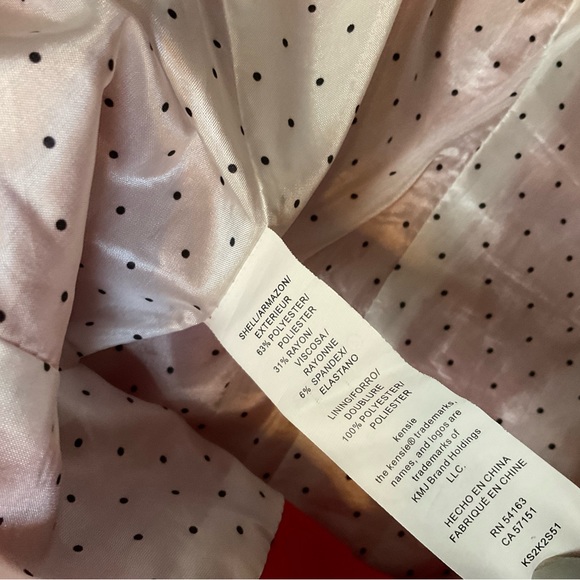 SHELL/ARMAZON/
EXTERIEUR
63% POLYESTER/
POLIESTER
31% RAYON/
VISCOSA/
RAYONNE
6% SPANDEX/
ELASTANO
LINING/FORRO/
DOUBLURE
100% POLYESTER/
POLIESTER
kensie
the kensie® trademarks,
names, and logos are
trademarks of
KMJ Brand Holdings
LLC.
HECHO EN CHINA
FABRIQUÉ EN CHINE
RN 54163
CA 57151
KS2K2S51